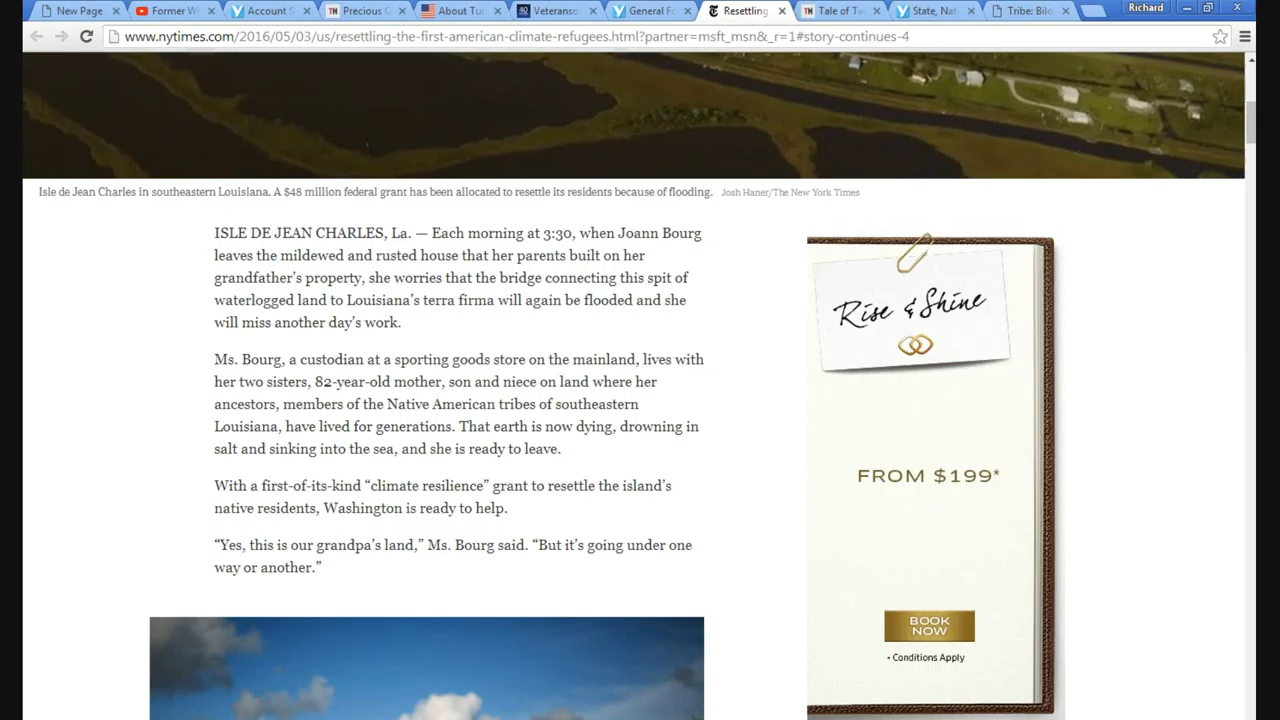 New Page
Former W
Account S
Precious C
About Tur
Veterans
General Fo
Resettling
Tale of Tw
State, Nat
Tribe: Bilo
Richard
www.nytimes.com/2016/05/03/us/resettling-the-first-american-climate-refugees.html?partner=msft_msn&_r=1#story-continues-4
Isle de Jean Charles in southeastern Louisiana. A $48 million federal grant has been allocated to resettle its residents because of flooding. Josh Haner/The New York Times
ISLE DE JEAN CHARLES, La. — Each morning at 3:30, when Joann Bourg
leaves the mildewed and rusted house that her parents built on her
grandfather’s property, she worries that the bridge connecting this spit of
waterlogged land to Louisiana’s terra firma will again be flooded and she
will miss another day’s work.
Ms. Bourg, a custodian at a sporting goods store on the mainland, lives with
her two sisters, 82-year-old mother, son and niece on land where her
ancestors, members of the Native American tribes of southeastern
Louisiana, have lived for generations. That earth is now dying, drowning in
salt and sinking into the sea, and she is ready to leave.
With a first-of-its-kind “climate resilience” grant to resettle the island’s
native residents, Washington is ready to help.
“Yes, this is our grandpa’s land,” Ms. Bourg said. “But it’s going under one
way or another.”
Rise & Shine
FROM $199*
BOOK
NOW
• Conditions Apply